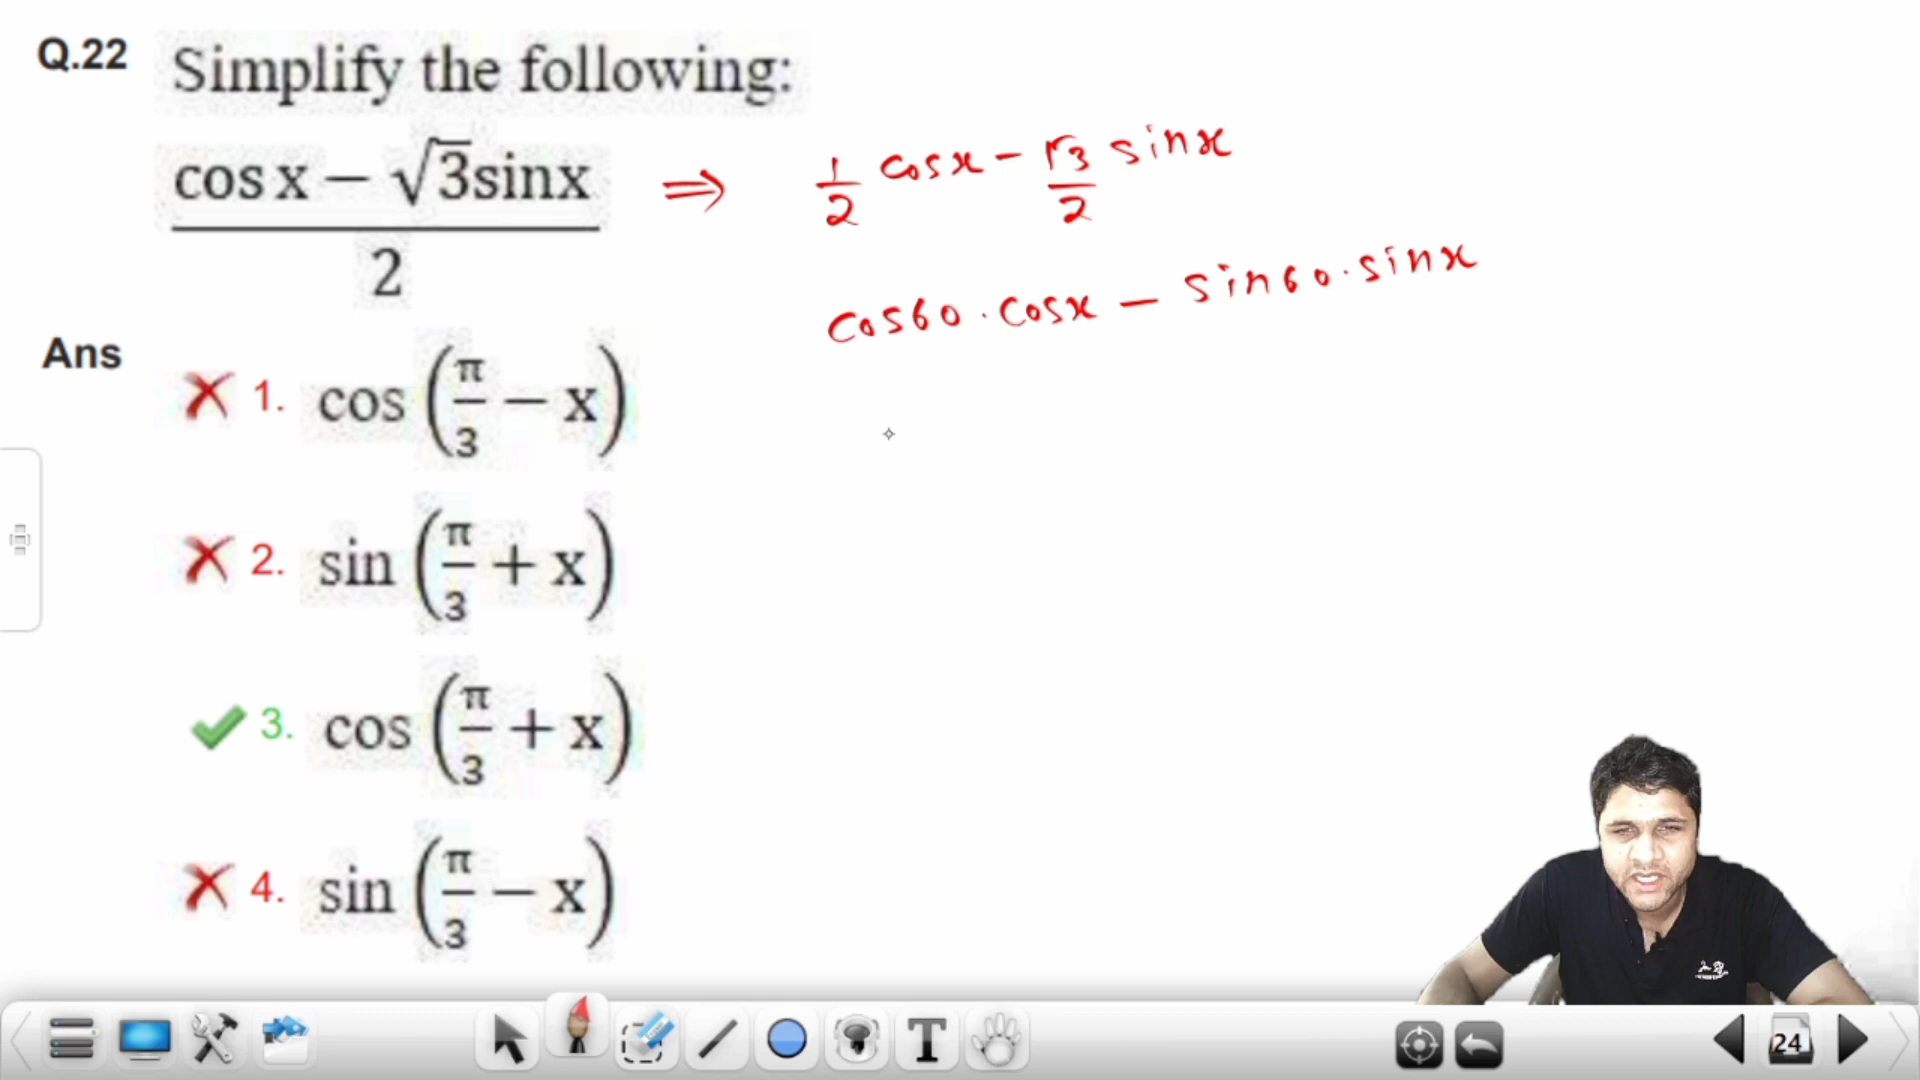 Q.22 Simplify the following:
cos x − √3sinx / 2 ⇒ 1/2 cosx − √3/2 sinx
cos60 . cosx − sin60 . sinx
Ans
1. cos (π/3 − x)
2. sin (π/3 + x)
3. cos (π/3 + x)
4. sin (π/3 − x)
T
24